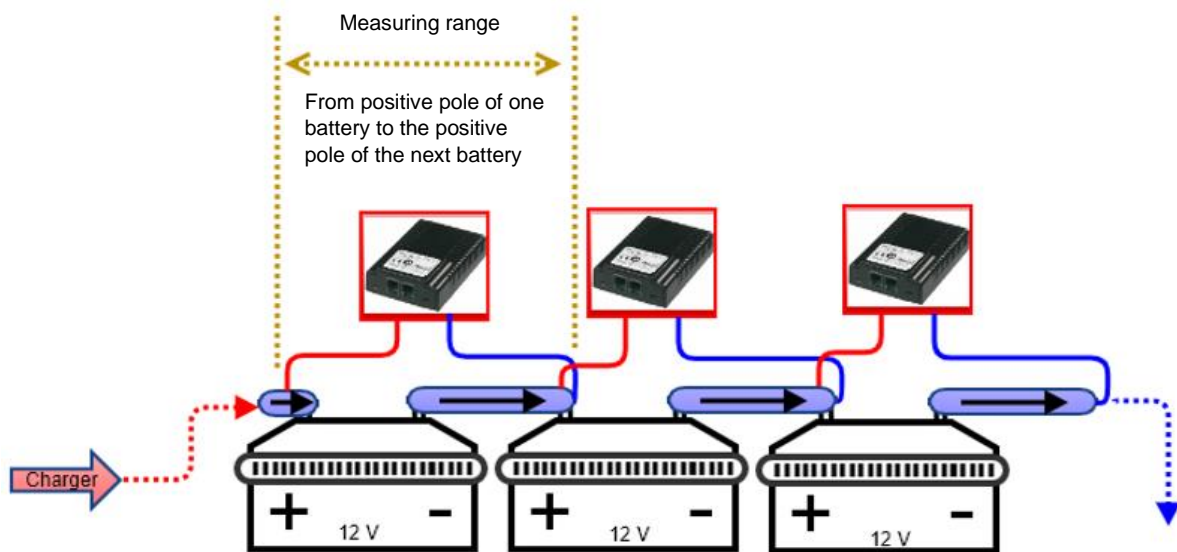 Measuring range
From positive pole of one
battery to the positive
pole of the next battery
Charger
+ -
12 V
+ -
12 V
+ -
12 V